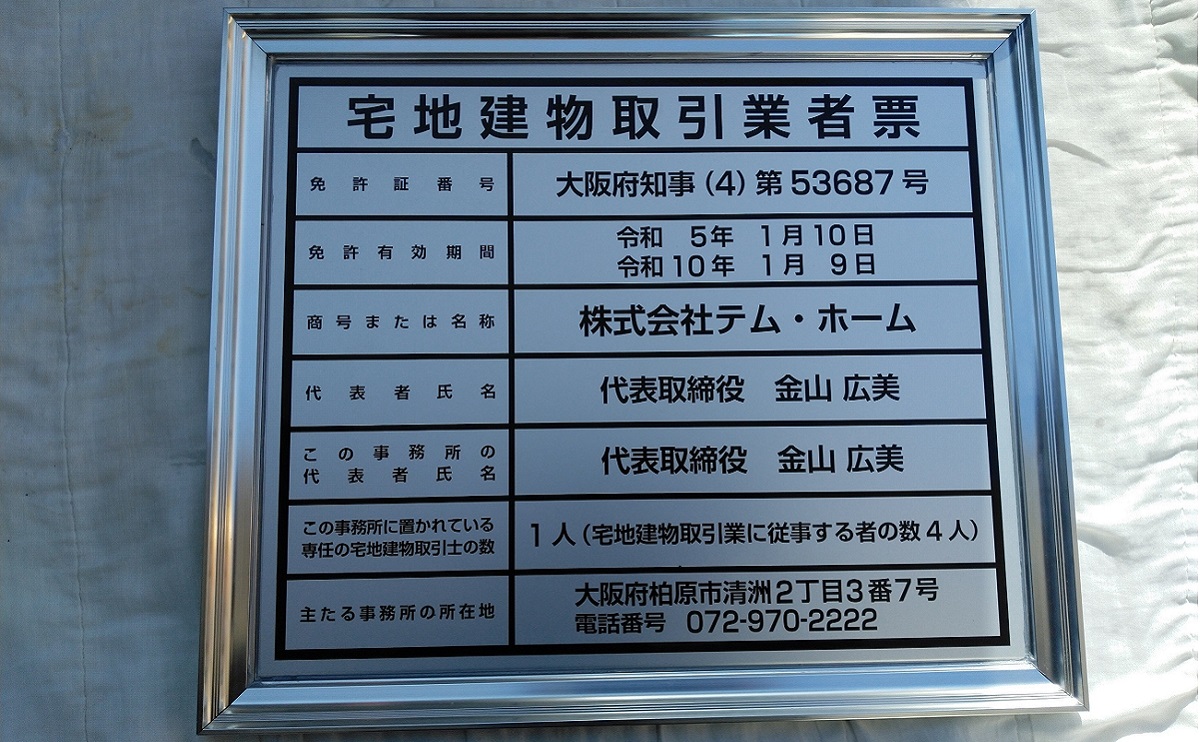 宅地建物取引業者票
免許証番号
大阪府知事（4）第53687号
免許有効期間
令和 5年 1月10日
令和10年 1月 9日
商号または名称
株式会社テム・ホーム
代表者氏名
代表取締役 金山 広美
この事務所の
代表者氏名
代表取締役 金山 広美
この事務所に置かれている
専任の宅地建物取引士の数
1人（宅地建物取引業に従事する者の数4人）
主たる事務所の所在地
大阪府柏原市清洲2丁目3番7号
電話番号 072-970-2222